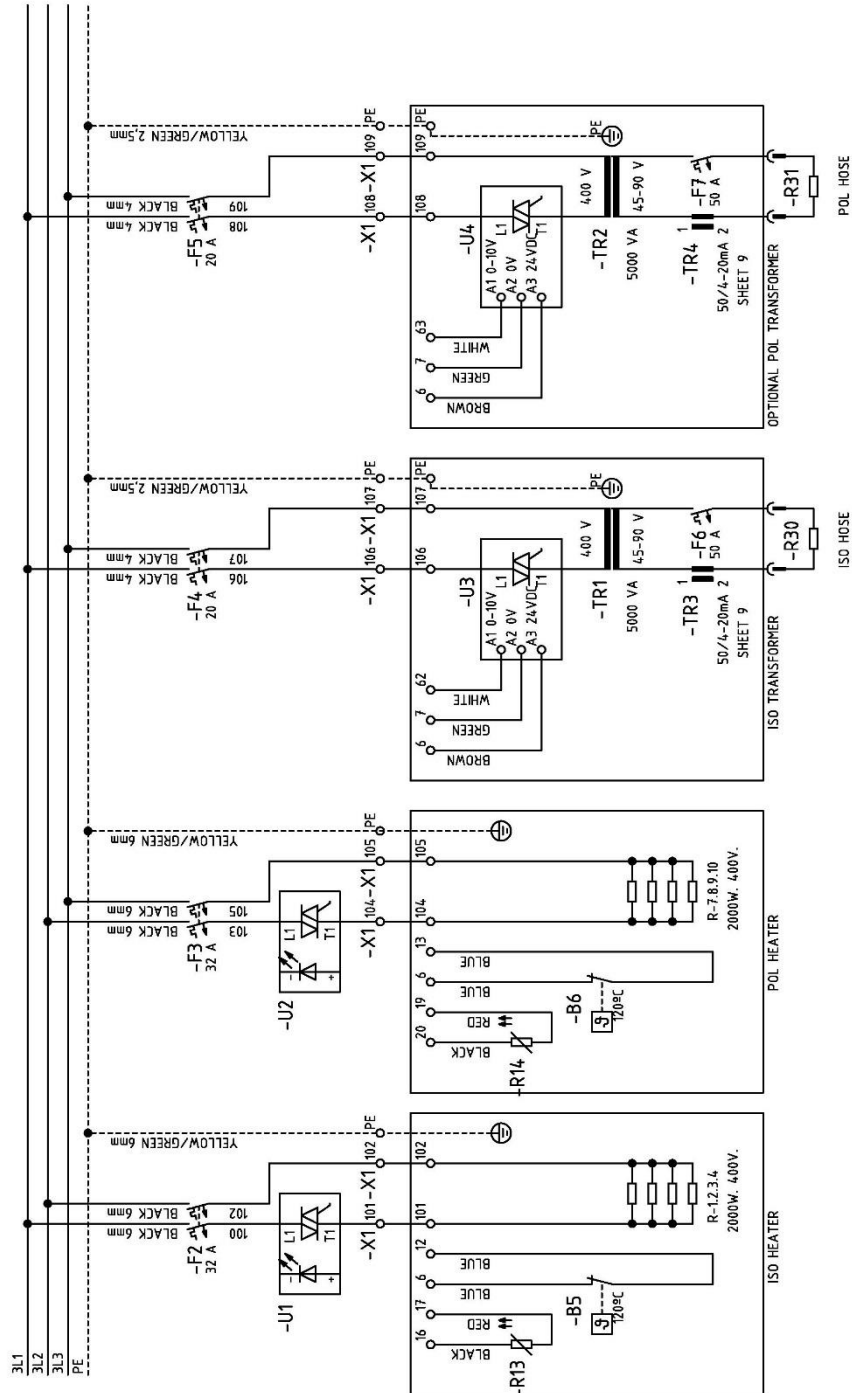 3L1
3L2
3L3
PE
BLACK 6mm
BLACK 6mm
100
102
-F2
32 A
YELLOW/GREEN 6mm
-U1
-
+
L1
T1
-X1
101
-X1
102
PE
16
17
6
12
101
102
BLACK
RED
BLUE
BLUE
-R13
-B5
ϑ
120ºC
R-1.2.3.4
2000W. 400V.
ISO HEATER
BLACK 6mm
BLACK 6mm
103
105
-F3
32 A
YELLOW/GREEN 6mm
-U2
-
+
L1
T1
-X1
104
-X1
105
PE
20
19
6
13
104
105
BLACK
RED
BLUE
BLUE
-R14
-B6
ϑ
120ºC
R-7.8.9.10
2000W. 400V.
POL HEATER
BLACK 4mm
BLACK 4mm
106
107
-F4
20 A
YELLOW/GREEN 2,5mm
-X1
106
-X1
107
PE
6
7
62
106
107
PE
BROWN
GREEN
WHITE
-U3
A1 0-10V
A2 0V
A3 24VDC
L1
T1
PE
-TR1
400 V
5000 VA
45-90 V
-TR3
1
2
50/4-20mA
SHEET 9
-F6
50 A
ISO TRANSFORMER
-R30
ISO HOSE
BLACK 4mm
BLACK 4mm
108
109
-F5
20 A
YELLOW/GREEN 2,5mm
-X1
108
-X1
109
PE
6
7
63
108
109
PE
BROWN
GREEN
WHITE
-U4
A1 0-10V
A2 0V
A3 24VDC
L1
T1
PE
-TR2
400 V
5000 VA
45-90 V
-TR4
1
2
50/4-20mA
SHEET 9
-F7
50 A
OPTIONAL POL TRANSFORMER
-R31
POL HOSE